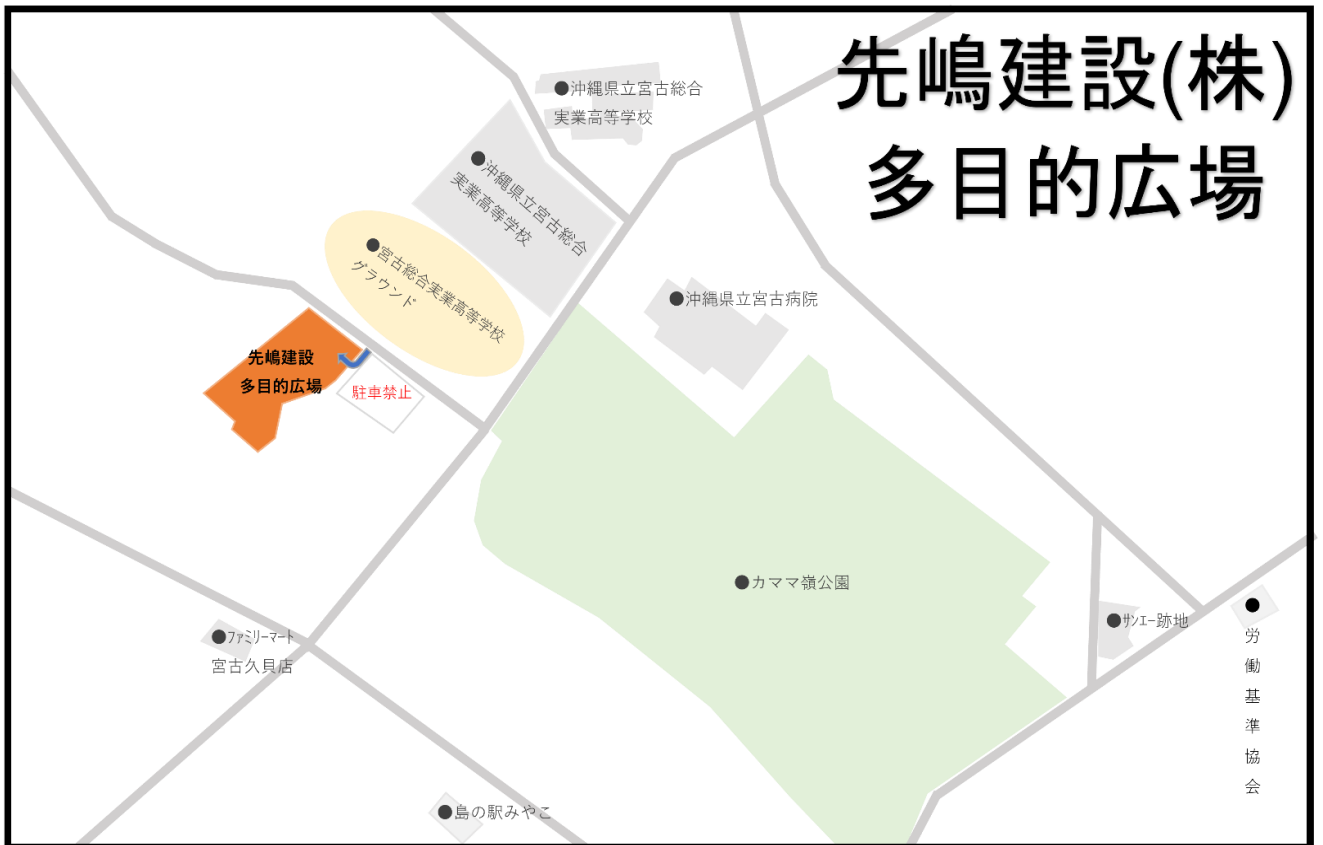 先嶋建設(株)
多目的広場
●沖縄県立宮古総合
実業高等学校
●沖縄県立宮古総合
実業高等学校
●宮古総合実業高等学校
グラウンド
●沖縄県立宮古病院
先嶋建設
多目的広場
駐車禁止
●カママ嶺公園
●ｻﾝエー跡地
●
労
働
基
準
協
会
●ﾌｧﾐﾘｰﾏｰﾄ
宮古久貝店
●島の駅みやこ